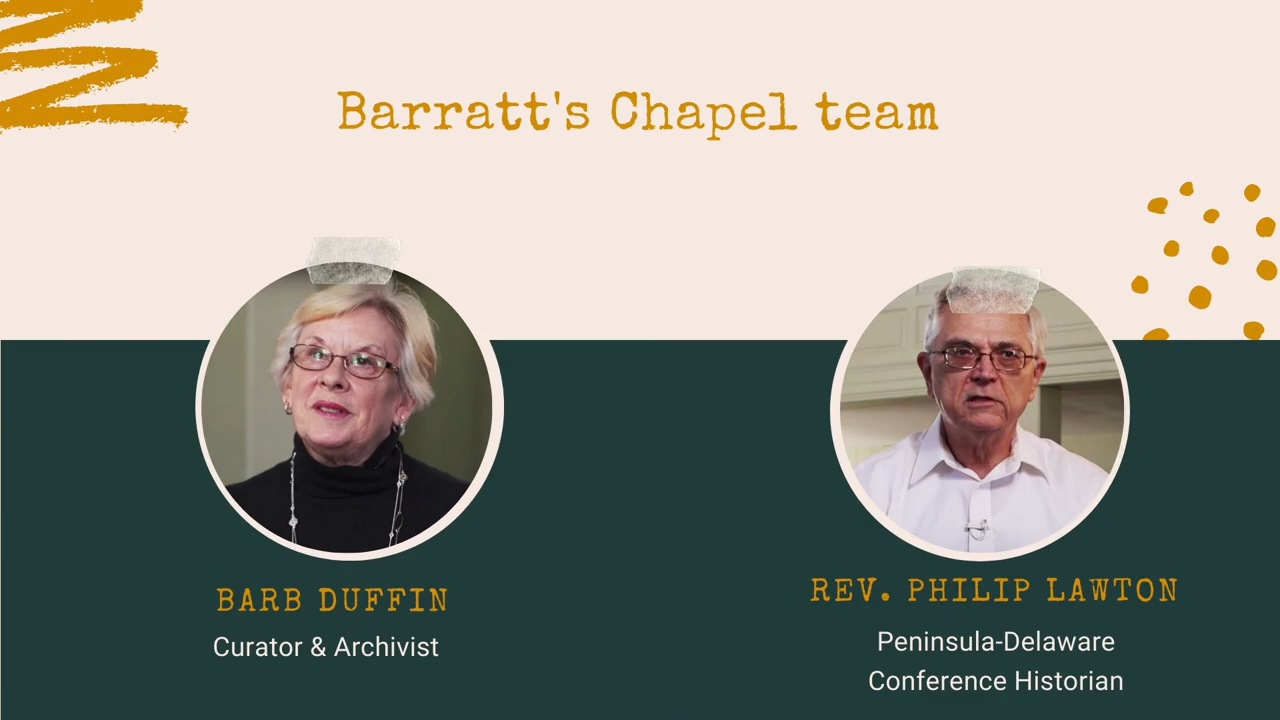 Barratt's Chapel team
BARB DUFFIN
Curator & Archivist
REV. PHILIP LAWTON
Peninsula-Delaware
Conference Historian